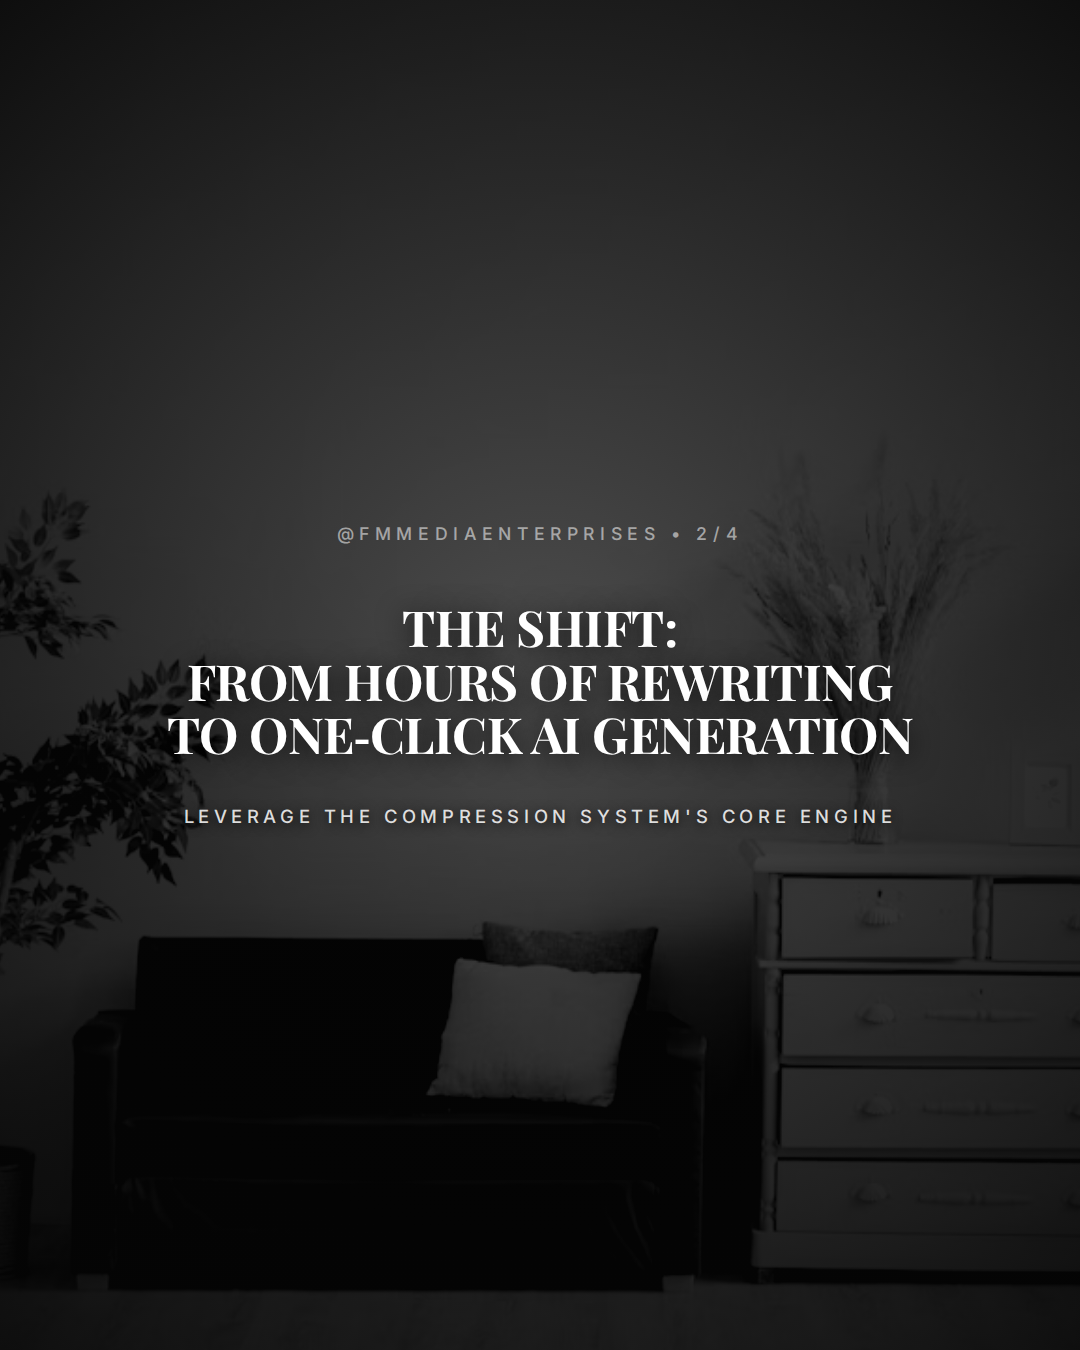 @FMMEDIAENTERPRISES • 2/4
THE SHIFT:
FROM HOURS OF REWRITING
TO ONE-CLICK AI GENERATION
LEVERAGE THE COMPRESSION SYSTEM'S CORE ENGINE